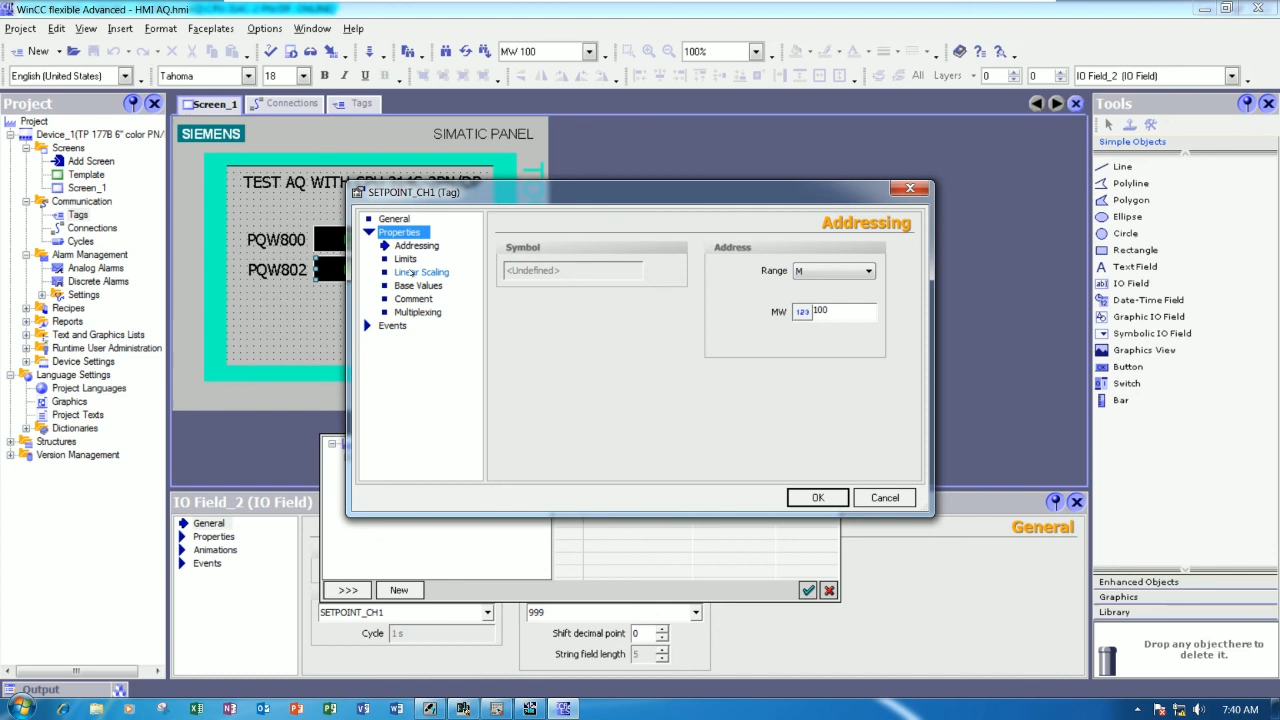 WinCC flexible Advanced - HMI AQ.hmi
Project Edit View Insert Format Faceplates Options Window Help
New MW 100 100%
English (United States) Tahoma 18 B I U All Layers 0 0 IO Field_2 (IO Field)
Project
Project
Device_1(TP 177B 6" color PN/
Screens
Add Screen
Template
Screen_1
Communication
Tags
Connections
Cycles
Alarm Management
Analog Alarms
Discrete Alarms
Settings
Recipes
Reports
Text and Graphics Lists
Runtime User Administration
Device Settings
Language Settings
Project Languages
Graphics
Project Texts
Dictionaries
Structures
Version Management
Output
Screen_1 Connections Tags
SIEMENS SIMATIC PANEL
PQW800
PQW802
SETPOINT_CH1 (Tag)
General
Properties
Addressing
Limits
Linear Scaling
Base Values
Comment
Multiplexing
Events
Addressing
Symbol
<Undefined>
Address
Range M
MW 123 100
OK Cancel
>>> New
IO Field_2 (IO Field)
General
Properties
Animations
Events
General
SETPOINT_CH1
Cycle 1 s
999
Shift decimal point 0
String field length 5
Tools
Simple Objects
Line
Polyline
Polygon
Ellipse
Circle
Rectangle
Text Field
IO Field
Date-Time Field
Graphic IO Field
Symbolic IO Field
Graphics View
Button
Switch
Bar
Enhanced Objects
Graphics
Library
Drop any object here to
delete it.
7:40 AM